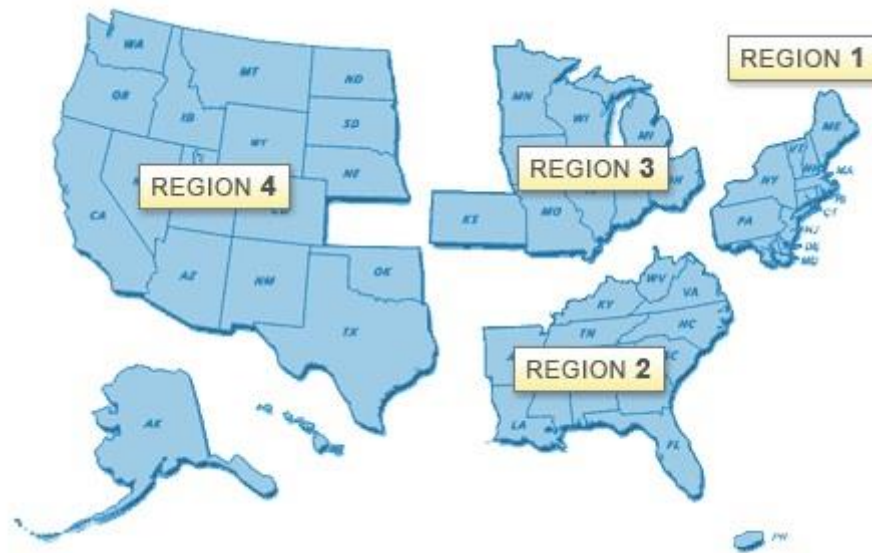 REGION 1
WA
MT
ND
MN
ME
OR
WI
VT
ID
SD
MI
NH
MA
WY
REGION 3
NY
REGION 4
NE
CT
CA
KS
MO
PA
NJ
DE
MD
AZ
NM
OK
WV
VA
KY
TX
TN
NC
REGION 2
AK
LA
FL